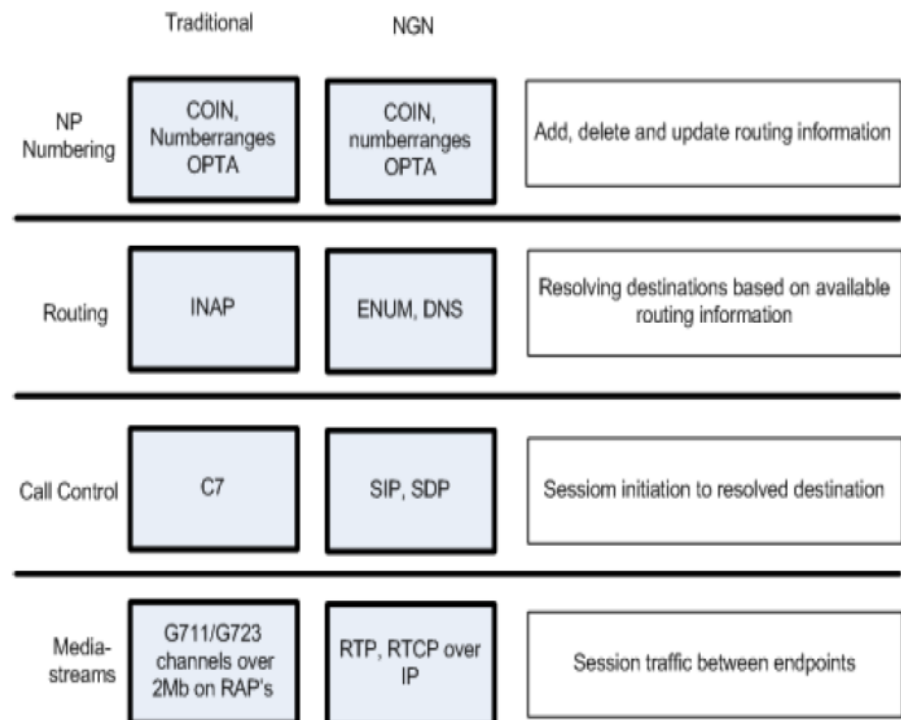 Traditional NGN
NP
Numbering
COIN,
Numberranges
OPTA
COIN,
numberranges
OPTA
Add, delete and update routing information
Routing
INAP
ENUM, DNS
Resolving destinations based on available
routing information
Call Control
C7
SIP, SDP
Sessiom initiation to resolved destination
Media-
streams
G711/G723
channels over
2Mb on RAP's
RTP, RTCP over
IP
Session traffic between endpoints